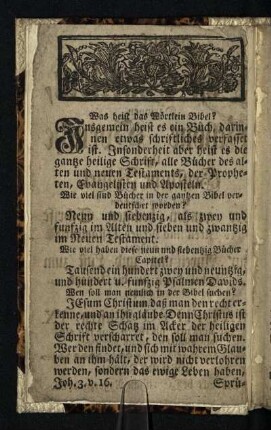 Was heist das Wörtlein Bibel?
Insgemein heist es ein Buch, darin-
nen etwas schriftliches verfasset
ist. Insonderheit aber heist es die
gantze heilige Schrift, alle Bücher des al-
ten und neuen Testaments, der Prophe-
ten, Evangelisten und Aposteln.
Wie viel sind Bücher in der gantzen Bibel ver-
deutschet worden?
Neun und siebenzig, als zwey und
funfzig im Alten und sieben und zwantzig
im Neuen Testament.
Wie viel haben diese neun und siebentzig Bücher
Capitel?
Tausend ein hundert zwey und neuntzig,
und hundert u. funfzig Psalmen Davids.
Wen soll man nemlich in der Bibel suchen?
JEsum Christum daß man den recht er-
kenne, und an ihn gläube. Denn Christus ist
der rechte Schatz im Acker der heiligen
Schrift verscharret, den soll man suchen.
Wer den findet, und sich mit wahrem Glau-
ben an ihm hält, der wird nicht verlohren
werden, sondern das ewige Leben haben,
Joh. 3. v. 16.
Sprü-